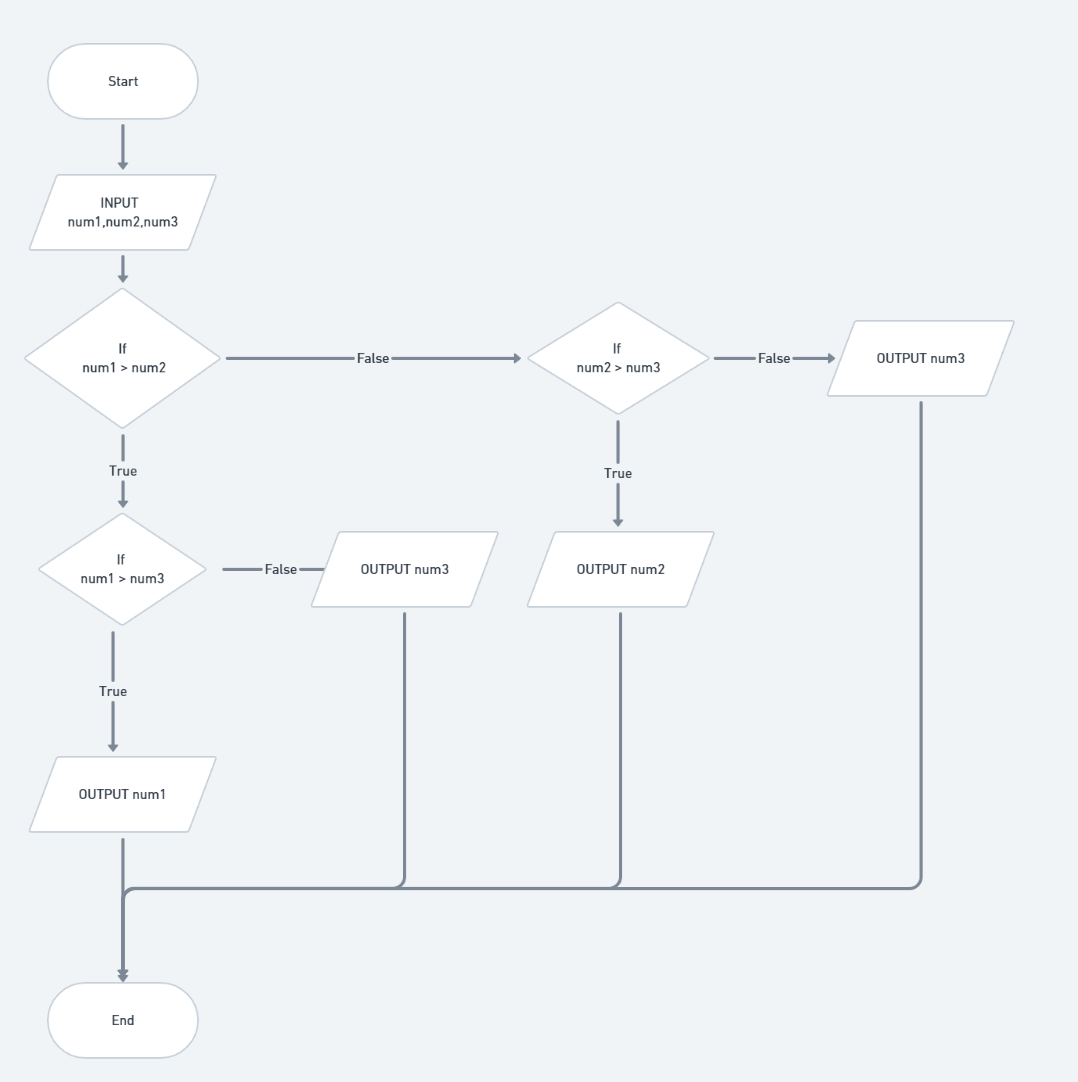 Start
INPUT
num1,num2,num3
If
num1 > num2
False
If
num2 > num3
False
OUTPUT num3
True
True
If
num1 > num3
False
OUTPUT num3
OUTPUT num2
True
OUTPUT num1
End